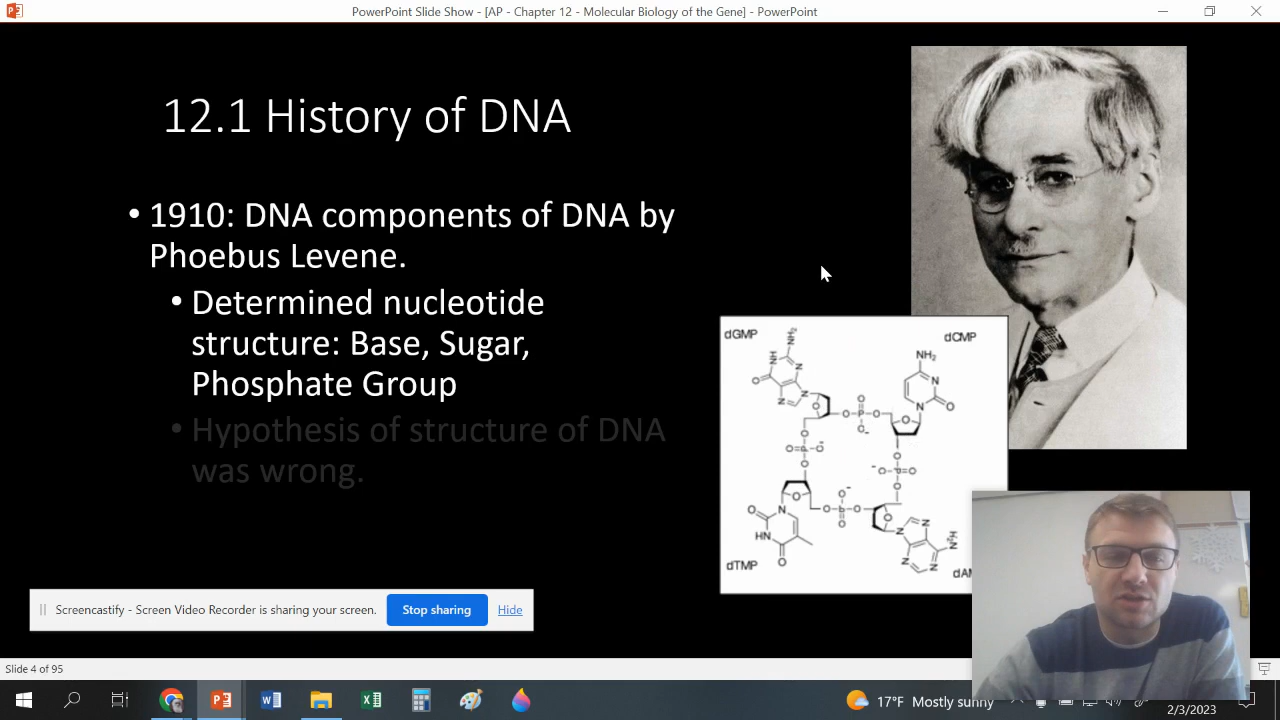 PowerPoint Slide Show - [AP - Chapter 12 - Molecular Biology of the Gene] - PowerPoint
12.1 History of DNA
• 1910: DNA components of DNA by
Phoebus Levene.
• Determined nucleotide
structure: Base, Sugar,
Phosphate Group
• Hypothesis of structure of DNA
was wrong.
dGMP
dCMP
dTMP
Screencastify - Screen Video Recorder is sharing your screen.
Stop sharing
Hide
Slide 4 of 95
17°F Mostly sunny
2/3/2023